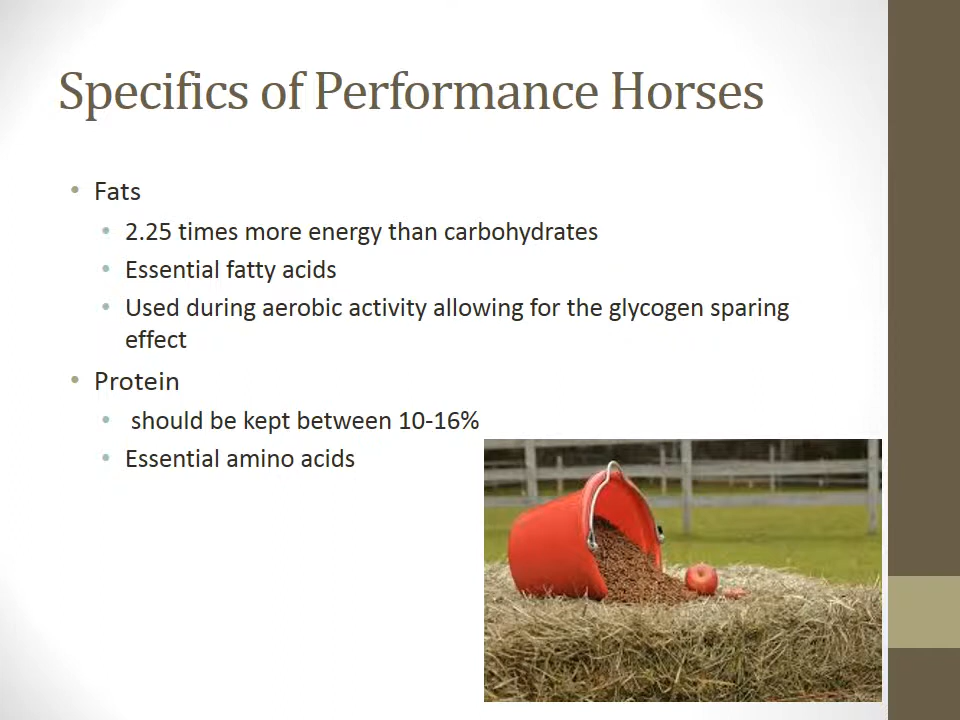 Specifics of Performance Horses
• Fats
• 2.25 times more energy than carbohydrates
• Essential fatty acids
• Used during aerobic activity allowing for the glycogen sparing
effect
• Protein
• should be kept between 10-16%
• Essential amino acids